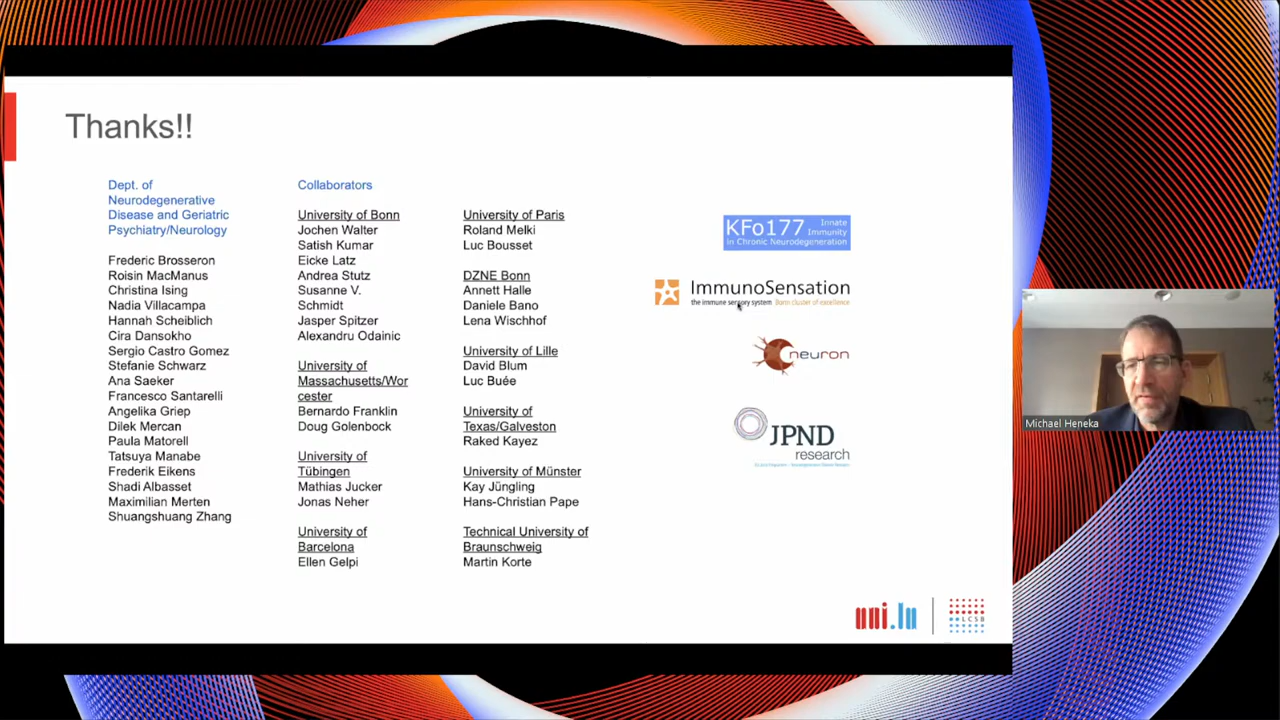 Thanks!!
Dept. of
Neurodegenerative
Disease and Geriatric
Psychiatry/Neurology
Frederic Brosseron
Roisin MacManus
Christina Ising
Nadia Villacampa
Hannah Scheiblich
Cira Dansokho
Sergio Castro Gomez
Stefanie Schwarz
Ana Saeker
Francesco Santarelli
Angelika Griep
Dilek Mercan
Paula Matorell
Tatsuya Manabe
Frederik Eikens
Shadi Albasset
Maximilian Merten
Shuangshuang Zhang
Collaborators
University of Bonn
Jochen Walter
Satish Kumar
Eicke Latz
Andrea Stutz
Susanne V.
Schmidt
Jasper Spitzer
Alexandru Odainic
University of
Massachusetts/Wor
cester
Bernardo Franklin
Doug Golenbock
University of
Tübingen
Mathias Jucker
Jonas Neher
University of
Barcelona
Ellen Gelpi
University of Paris
Roland Melki
Luc Bousset
DZNE Bonn
Annett Halle
Daniele Bano
Lena Wischhof
University of Lille
David Blum
Luc Buée
University of
Texas/Galveston
Raked Kayez
University of Münster
Kay Jüngling
Hans-Christian Pape
Technical University of
Braunschweig
Martin Korte
KFo177 Innate
Immunity
in Chronic Neurodegeneration
ImmunoSensation
the immune sensory system Bonn cluster of excellence
neuron
JPND
research
uni.lu
LCSB
Michael Heneka